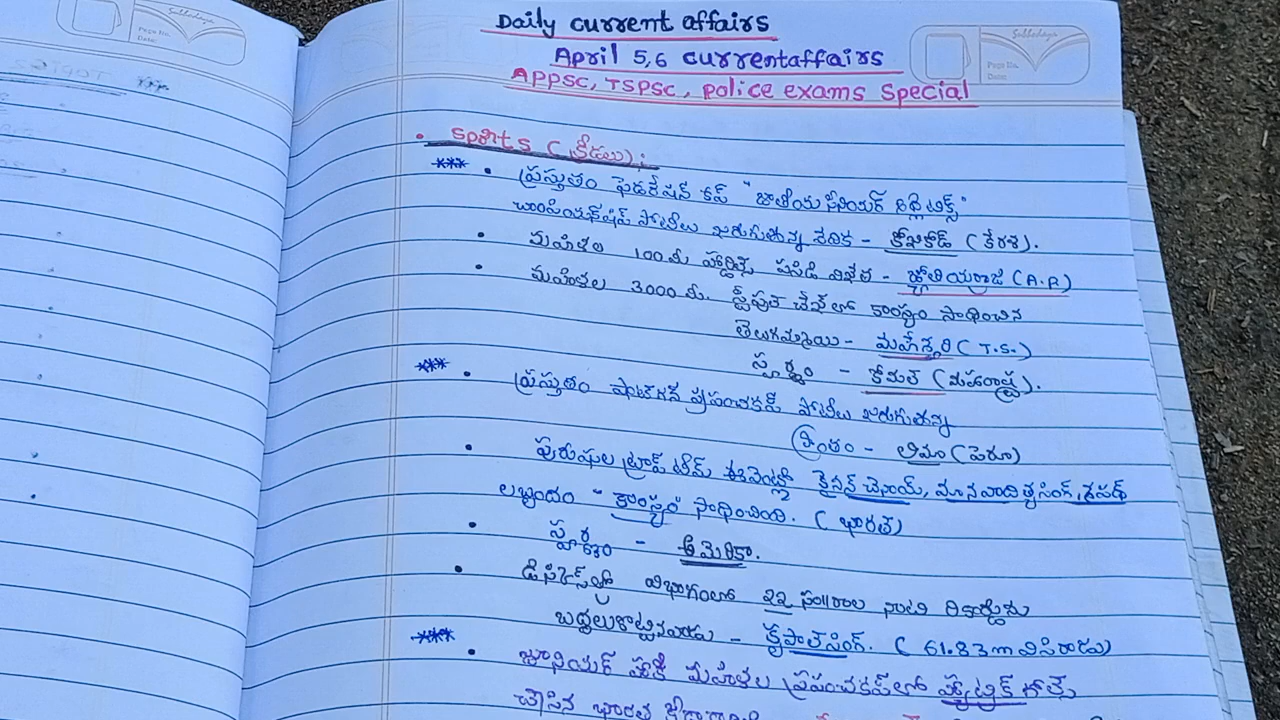 Daily current affairs
April 5,6 currentaffairs
APPSC, TSPSC, police exams special
• sports (క్రీడలు):
*** • ప్రస్తుతం ఫెడరేషన్ కప్ "జాతీయ సీనియర్ అథ్లెటిక్స్"
చాంపియన్‌షిప్ పోటీలు జరుగుతున్న వేదిక - కోజికోడ్ (కేరళ).
• మహిళల 100మీ హర్డిల్స్ పసిడి విజేత - జ్యోతియర్రాజి (A.P)
• మహిళల 3000మీ. స్టీపుల్ చేజ్‌లో కాంస్యం సాధించిన
తెలుగమ్మాయి - మహేశ్వరి (T.S.)
స్వర్ణం - కోమల్ (మహారాష్ట్ర).
*** • ప్రస్తుతం షాట్‌గన్ ప్రపంచకప్ పోటీలు జరుగుతున్న
ప్రాంతం - లిమా (పెరూ)
• పురుషుల ట్రాప్ టీమ్ ఈవెంట్లో కైనన్ చెనాయ్, మానవాదిత్యసింగ్,
లబృందం - కాంస్యం సాధించింది. (భారత్)
• స్వర్ణం - అమెరికా.
• డిస్కస్‌త్రో విభాగంలో 22 సం॥రాల నాటి రికార్డును
బద్దలుకొట్టినవాడు - కృపాల్‌సింగ్. (61.83m విసిరాడు)
*** • జూనియర్ హాకీ మహిళల ప్రపంచకప్‌లో హ్యాట్రిక్ గోల్స్
చేసిన భారత